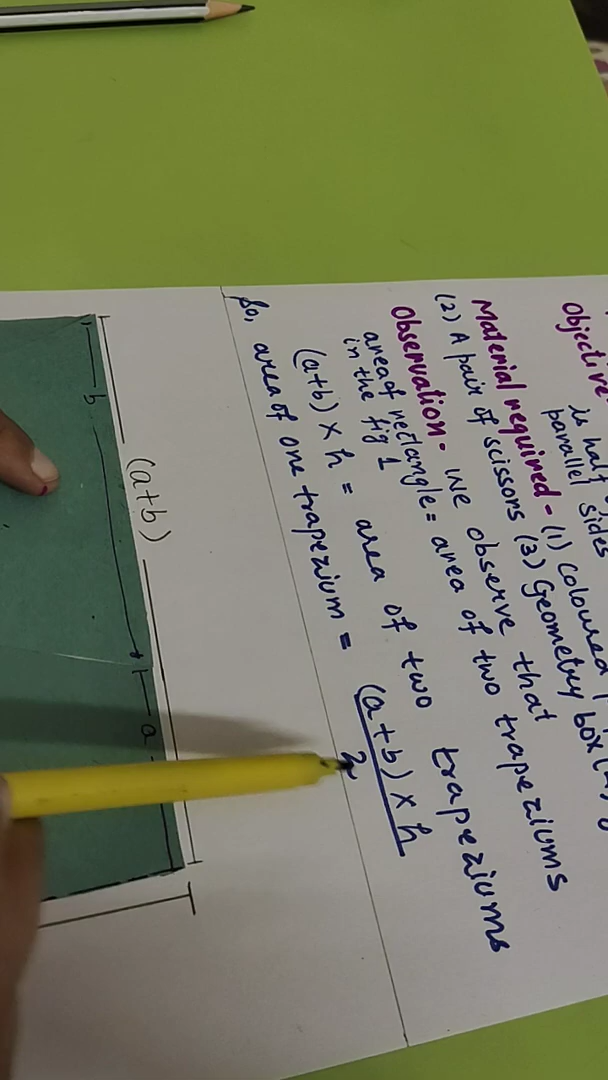 Objective
is half
parallel sides
Material required - (1) Coloured
(2) A pair of scissors (3) Geometry box
Observation - we observe that
area of rectangle = area of two trapeziums
in the fig 1
(a+b) × h = area of two trapeziums
So, area of one trapezium = (a+b) × h
2
(a+b)
b
a